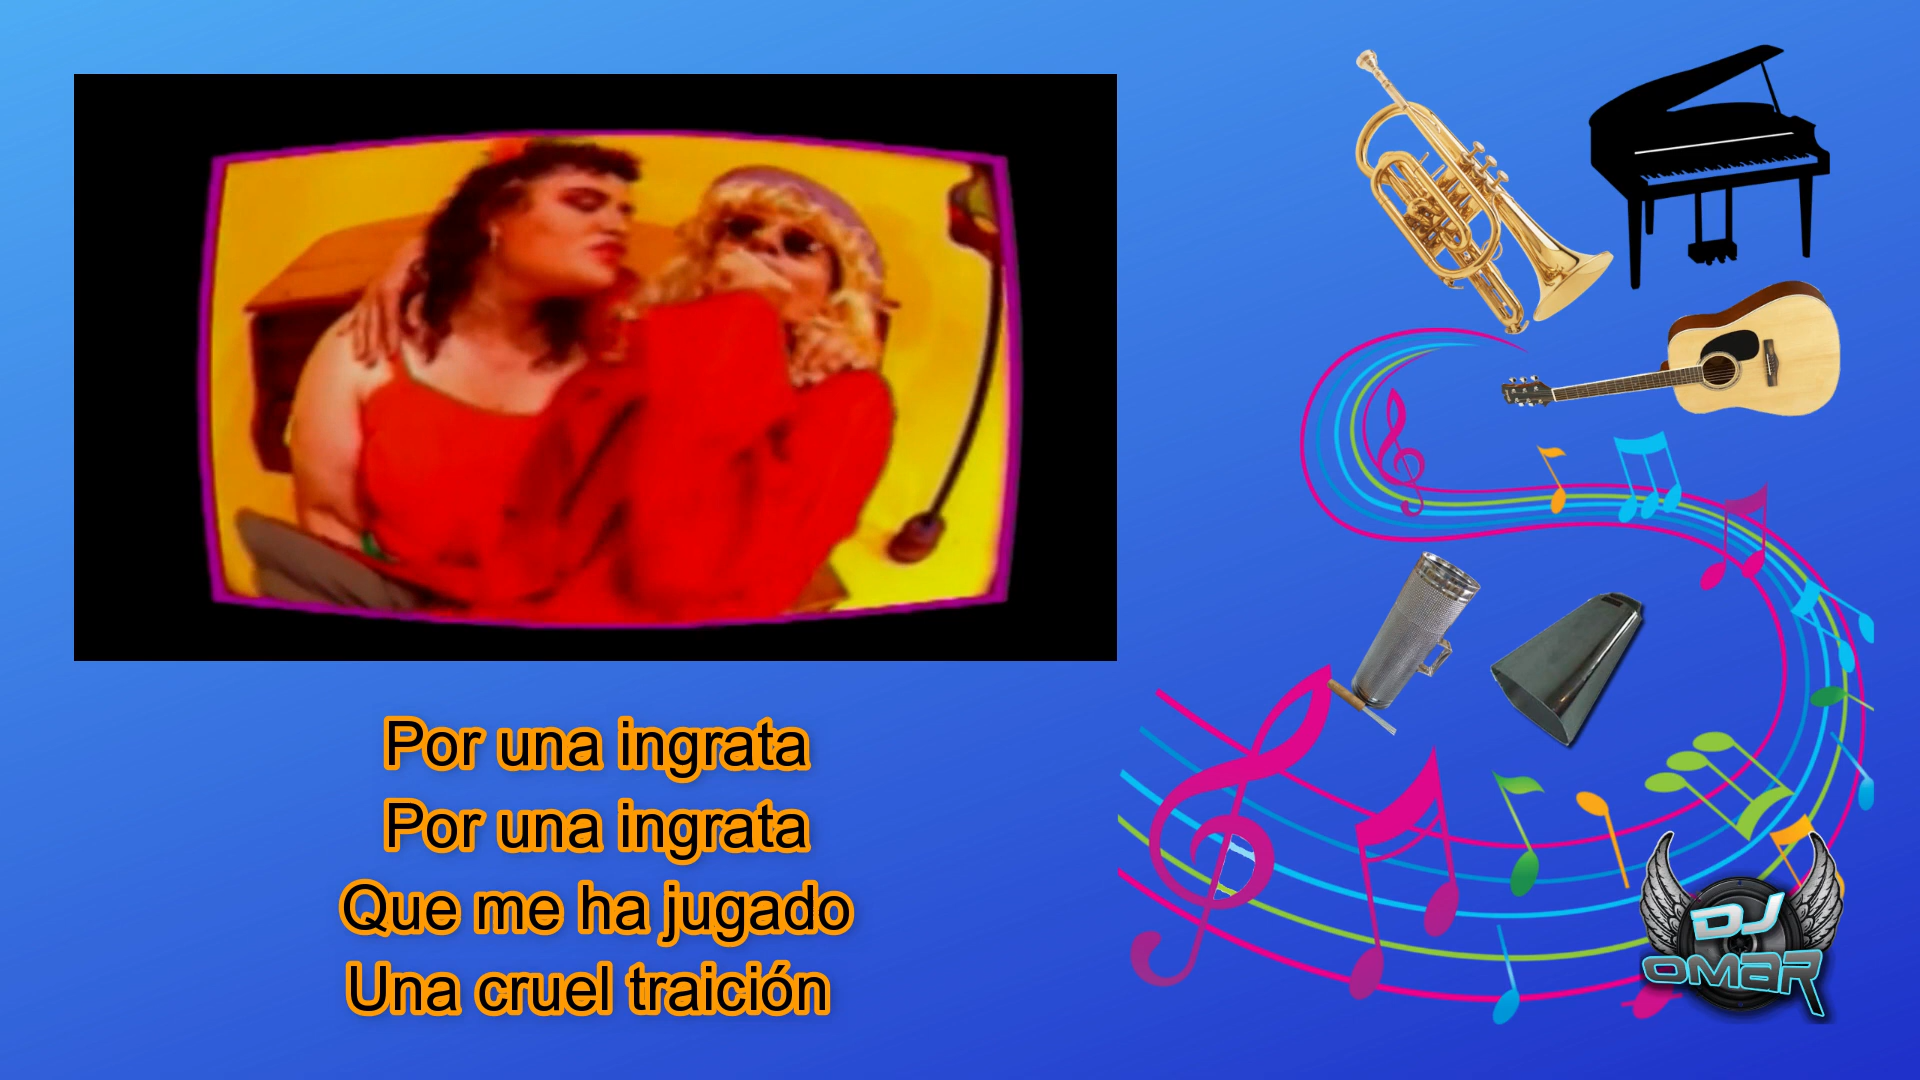 Por una ingrata
Por una ingrata
Que me ha jugado
Una cruel traición
DJ
OMAR